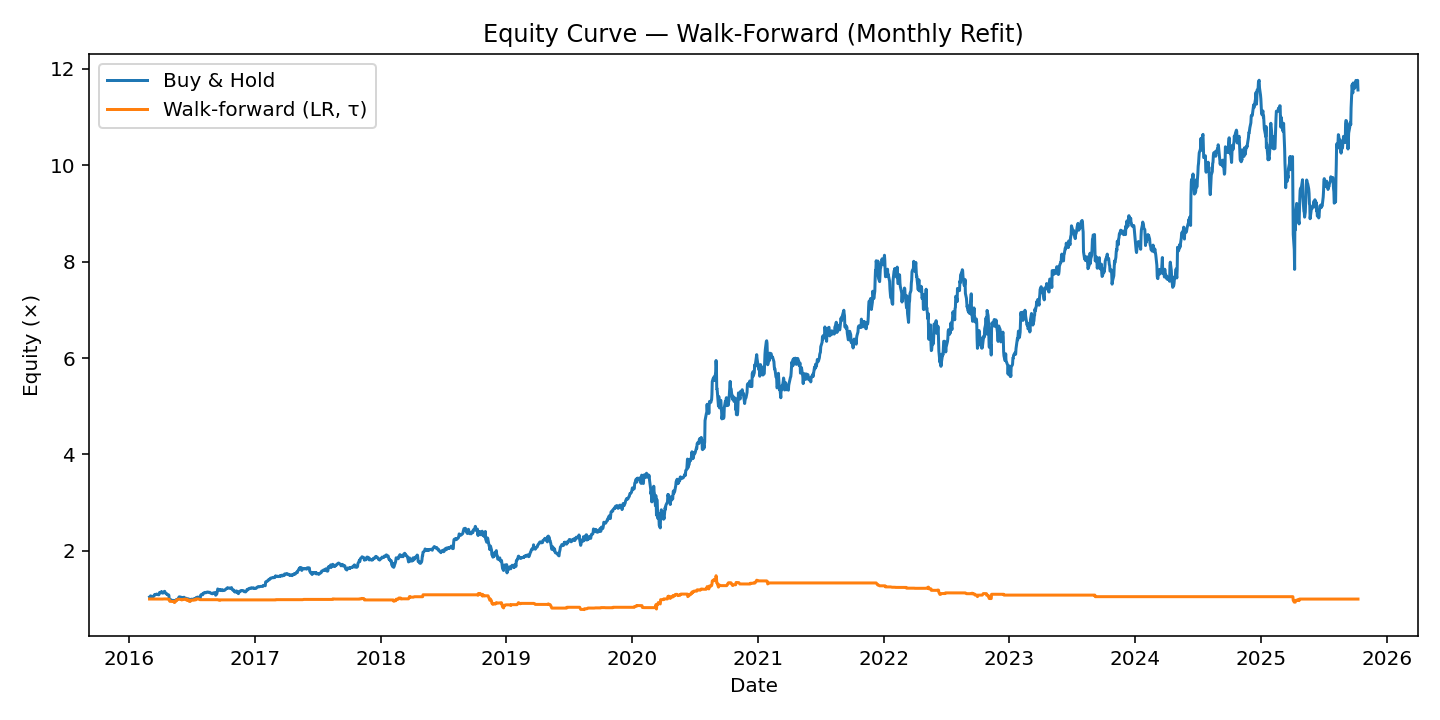 Equity Curve — Walk-Forward (Monthly Refit)
Buy & Hold
Walk-forward (LR, τ)
Equity (×)
12
10
8
6
4
2
2016 2017 2018 2019 2020 2021 2022 2023 2024 2025 2026
Date